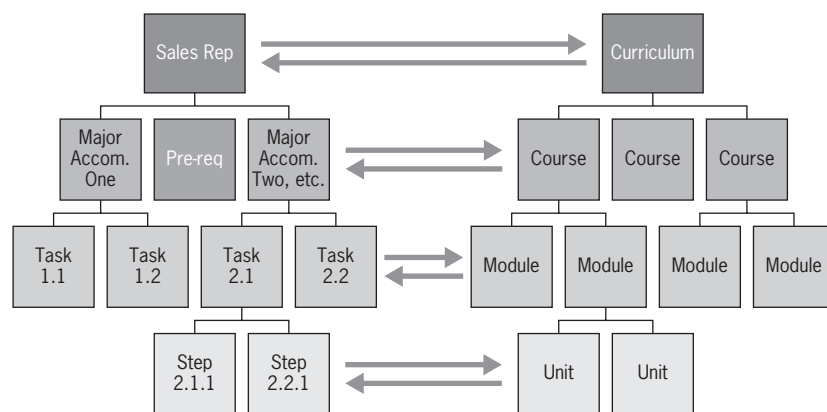 Sales Rep
Curriculum
Major
Accom.
One
Pre-req
Major
Accom.
Two, etc.
Course
Course
Course
Task
1.1
Task
1.2
Task
2.1
Task
2.2
Module
Module
Module
Module
Step
2.1.1
Step
2.2.1
Unit
Unit